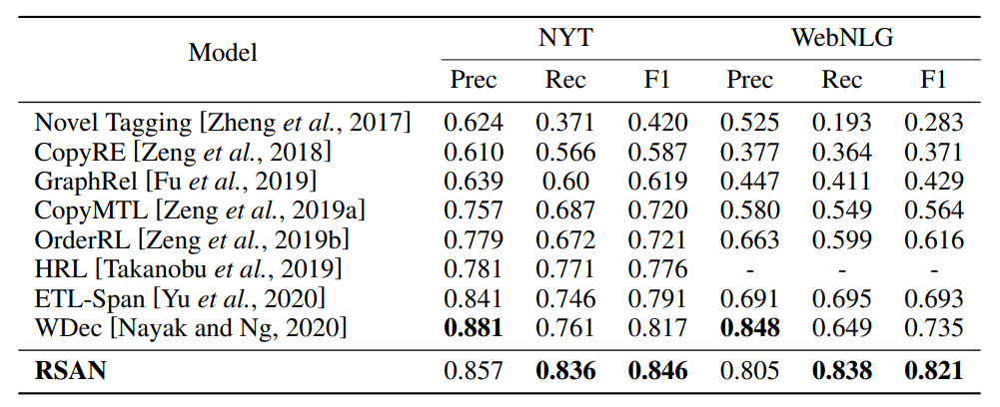 Model NYT WebNLG
Prec Rec F1 Prec Rec F1
Novel Tagging [Zheng et al., 2017] 0.624 0.371 0.420 0.525 0.193 0.283
CopyRE [Zeng et al., 2018] 0.610 0.566 0.587 0.377 0.364 0.371
GraphRel [Fu et al., 2019] 0.639 0.60 0.619 0.447 0.411 0.429
CopyMTL [Zeng et al., 2019a] 0.757 0.687 0.720 0.580 0.549 0.564
OrderRL [Zeng et al., 2019b] 0.779 0.672 0.721 0.663 0.599 0.616
HRL [Takanobu et al., 2019] 0.781 0.771 0.776 - - -
ETL-Span [Yu et al., 2020] 0.841 0.746 0.791 0.691 0.695 0.693
WDec [Nayak and Ng, 2020] 0.881 0.761 0.817 0.848 0.649 0.735
RSAN 0.857 0.836 0.846 0.805 0.838 0.821